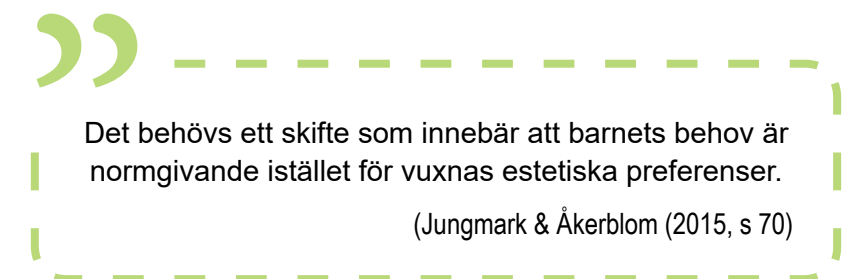 Det behövs ett skifte som innebär att barnets behov är
normgivande istället för vuxnas estetiska preferenser.
(Jungmark & Åkerblom (2015, s 70)